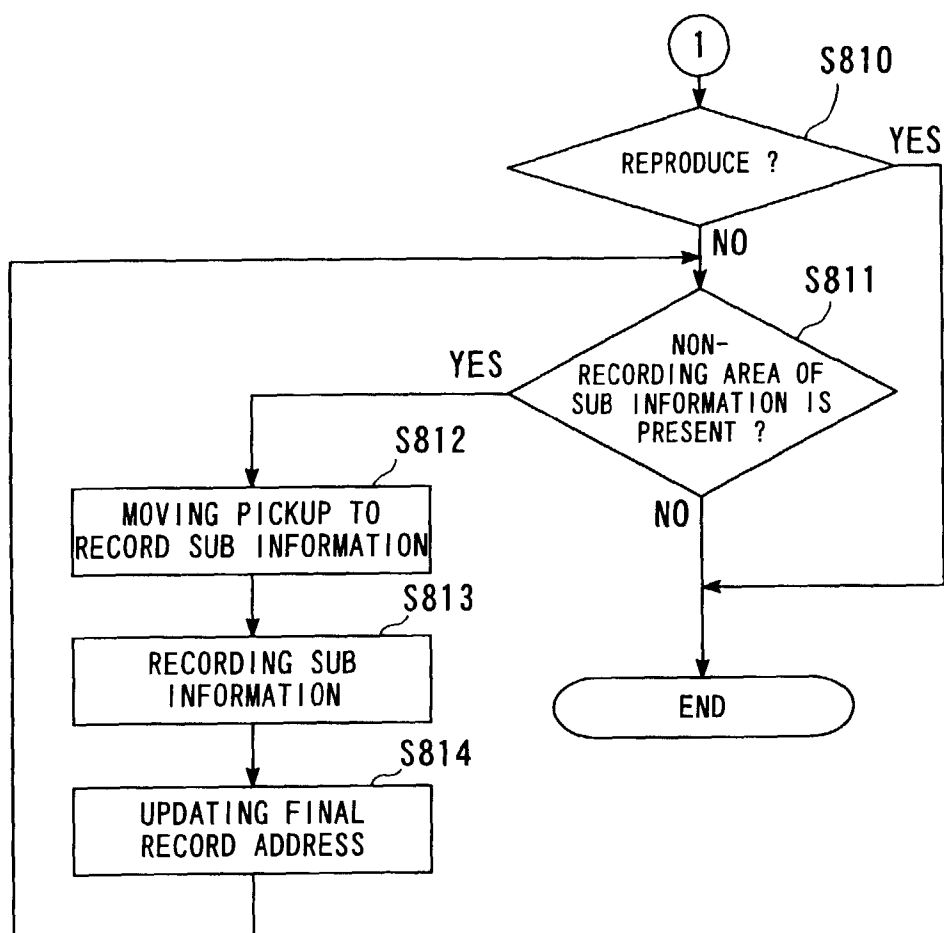 1
S810
REPRODUCE ?
YES
NO
S811
NON-
RECORDING AREA OF
SUB INFORMATION IS
PRESENT ?
YES
NO
S812
MOVING PICKUP TO
RECORD SUB INFORMATION
S813
RECORDING SUB
INFORMATION
END
S814
UPDATING FINAL
RECORD ADDRESS